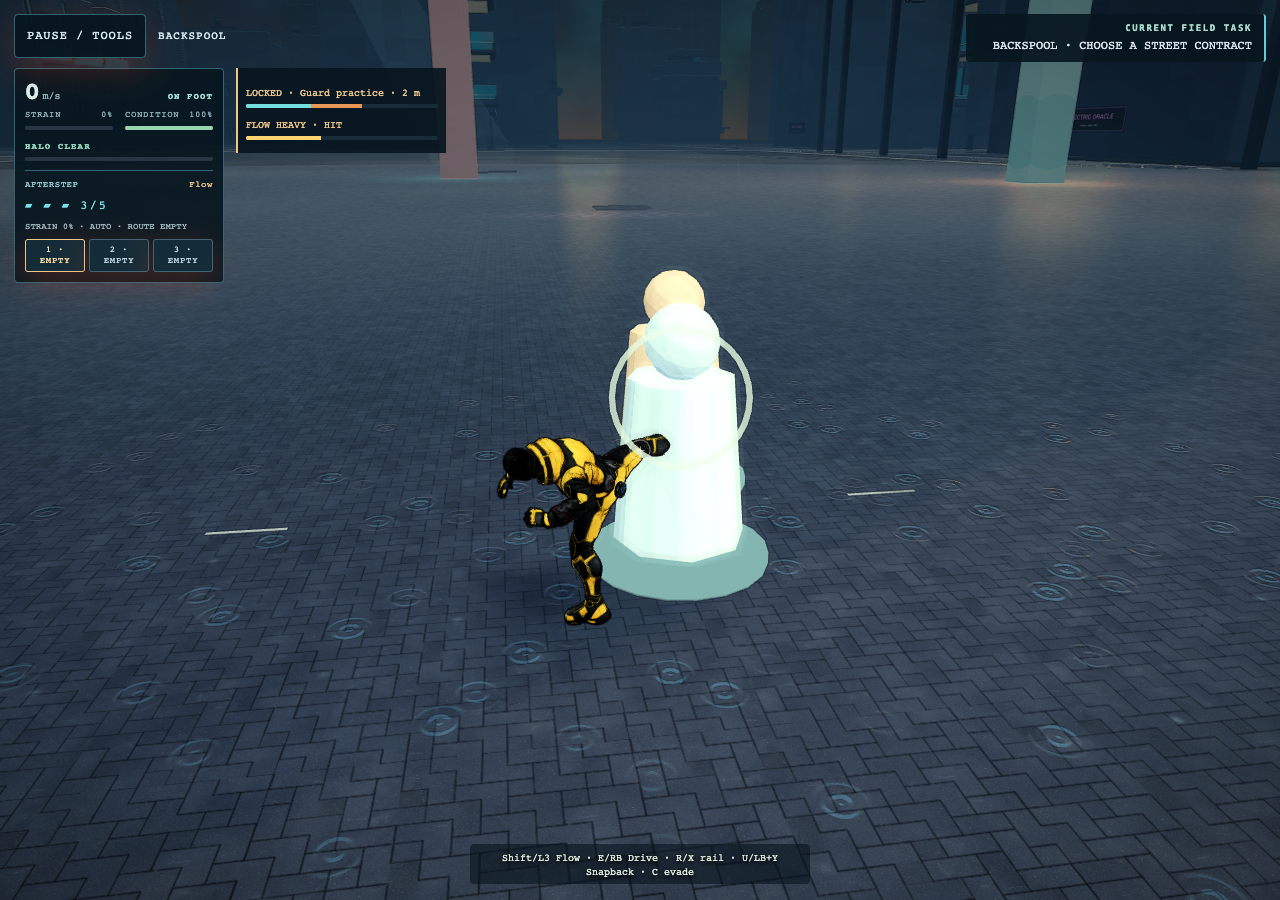 PAUSE / TOOLS
BACKSPOOL
CURRENT FIELD TASK
BACKSPOOL · CHOOSE A STREET CONTRACT
0 m/s
ON FOOT
STRAIN 0%
CONDITION 100%
HALO CLEAR
AFTERSTEP
Flow
3/5
STRAIN 0% · AUTO · ROUTE EMPTY
1 · EMPTY
2 · EMPTY
3 · EMPTY
LOCKED · Guard practice · 2 m
FLOW HEAVY · HIT
Shift/L3 Flow · E/RB Drive · R/X rail · U/LB+Y
Snapback · C evade